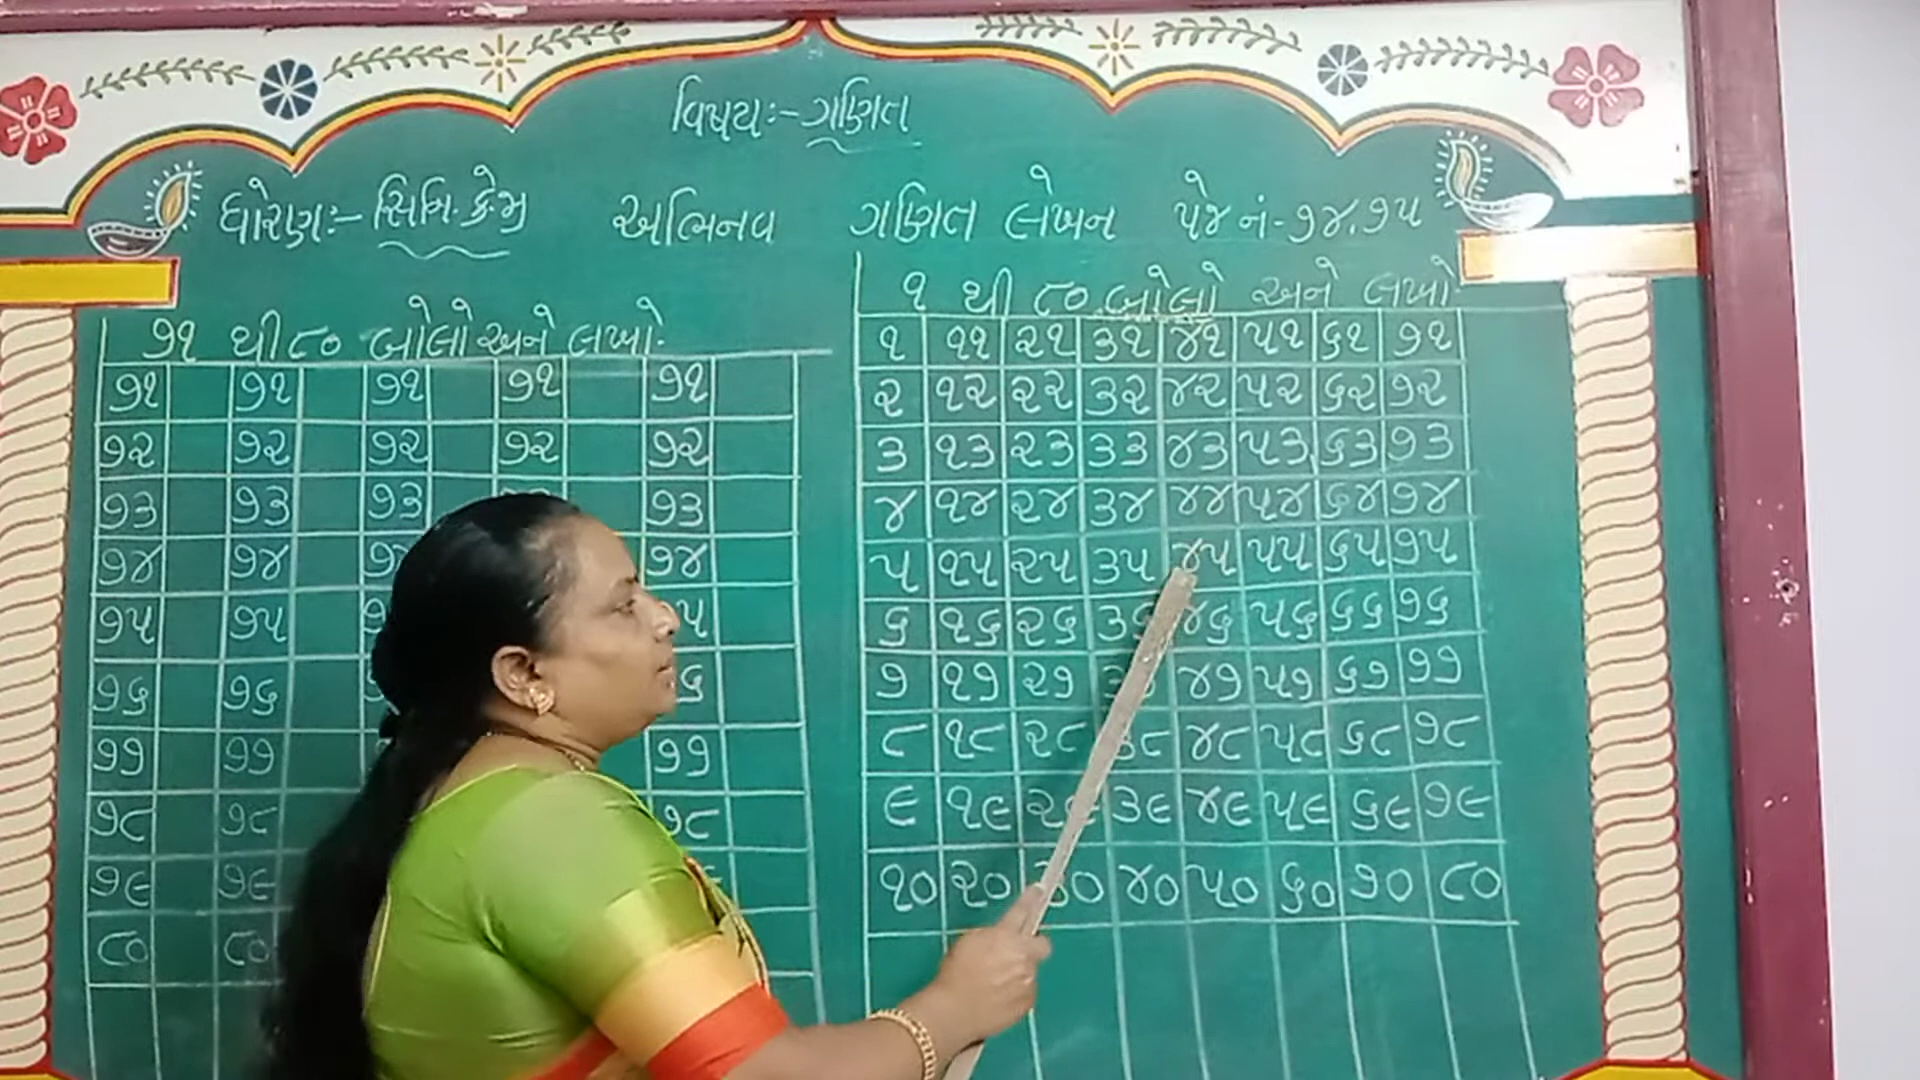 વિષયઃ- ગણિત
ધોરણઃ- સિનિ.કે.જી અભિનવ ગણિત લેખન પેજ નં-૭૪,૭૫
૭૧ થી ૮૦ બોલો અને લખો.
૭૧ ૭૧ ૭૧ ૭૧ ૭૧
૭૨ ૭૨ ૭૨ ૭૨ ૭૨
૭૩ ૭૩ ૭૩ ૭૩
૭૪ ૭૪ ૭૪
૭૫ ૭૫ ૫
૭૬ ૭૬ ૬
૭૭ ૭૭ ૭૭
૭૮ ૭૮ ૭૮
૭૯ ૭૯
૮૦ ૮૦
૧ થી ૮૦ બોલો અને લખો.
૧ ૧૧ ૨૧ ૩૧ ૪૧ ૫૧ ૬૧ ૭૧
૨ ૧૨ ૨૨ ૩૨ ૪૨ ૫૨ ૬૨ ૭૨
૩ ૧૩ ૨૩ ૩૩ ૪૩ ૫૩ ૬૩ ૭૩
૪ ૧૪ ૨૪ ૩૪ ૪૪ ૫૪ ૬૪ ૭૪
૫ ૧૫ ૨૫ ૩૫ ૪૫ ૫૫ ૬૫ ૭૫
૬ ૧૬ ૨૬ ૩૬ ૪૬ ૫૬ ૬૬ ૭૬
૭ ૧૭ ૨૭ ૩૭ ૪૭ ૫૭ ૬૭ ૭૭
૮ ૧૮ ૨૮ ૩૮ ૪૮ ૫૮ ૬૮ ૭૮
૯ ૧૯ ૨૯ ૩૯ ૪૯ ૫૯ ૬૯ ૭૯
૧૦ ૨૦ ૩૦ ૪૦ ૫૦ ૬૦ ૭૦ ૮૦